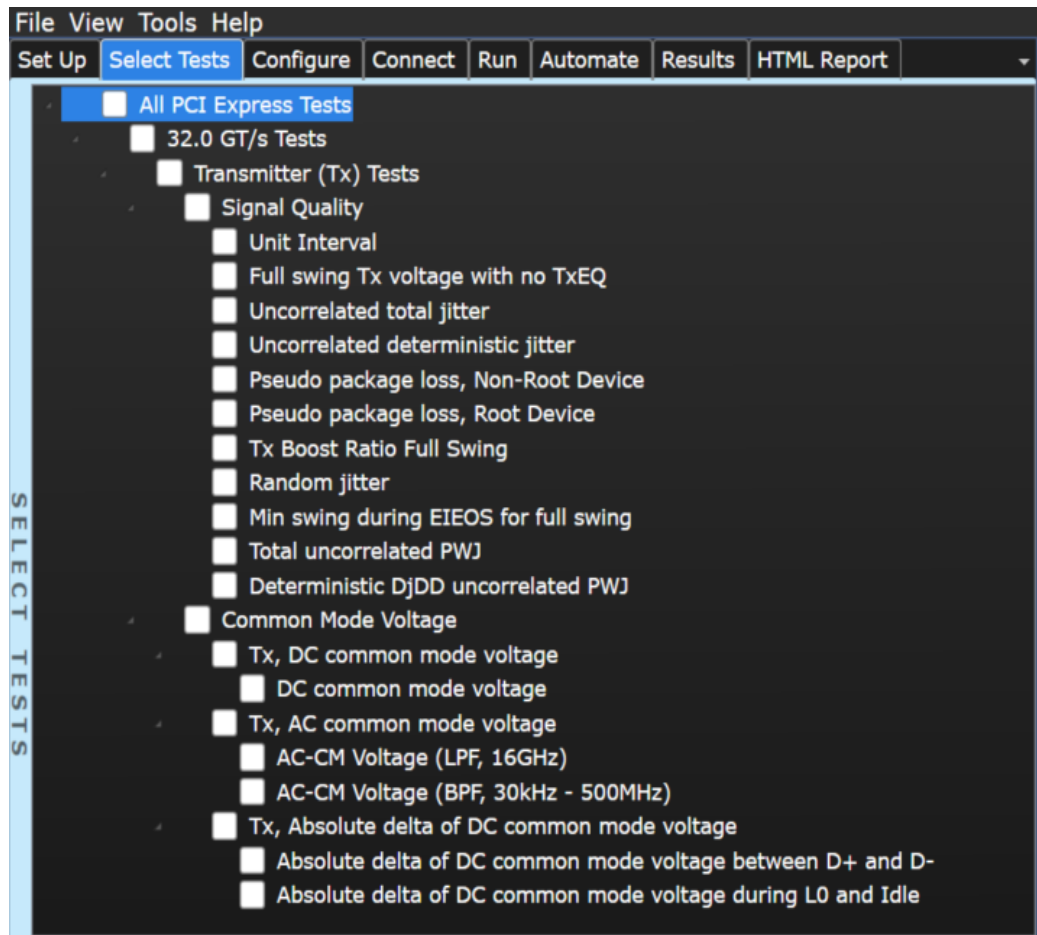 File View Tools Help
Set Up Select Tests Configure Connect Run Automate Results HTML Report
All PCI Express Tests
32.0 GT/s Tests
Transmitter (Tx) Tests
Signal Quality
Unit Interval
Full swing Tx voltage with no TxEQ
Uncorrelated total jitter
Uncorrelated deterministic jitter
Pseudo package loss, Non-Root Device
Pseudo package loss, Root Device
Tx Boost Ratio Full Swing
Random jitter
Min swing during EIEOS for full swing
Total uncorrelated PWJ
Deterministic DjDD uncorrelated PWJ
Common Mode Voltage
Tx, DC common mode voltage
DC common mode voltage
Tx, AC common mode voltage
AC-CM Voltage (LPF, 16GHz)
AC-CM Voltage (BPF, 30kHz - 500MHz)
Tx, Absolute delta of DC common mode voltage
Absolute delta of DC common mode voltage between D+ and D-
Absolute delta of DC common mode voltage during L0 and Idle
SELECT TESTS